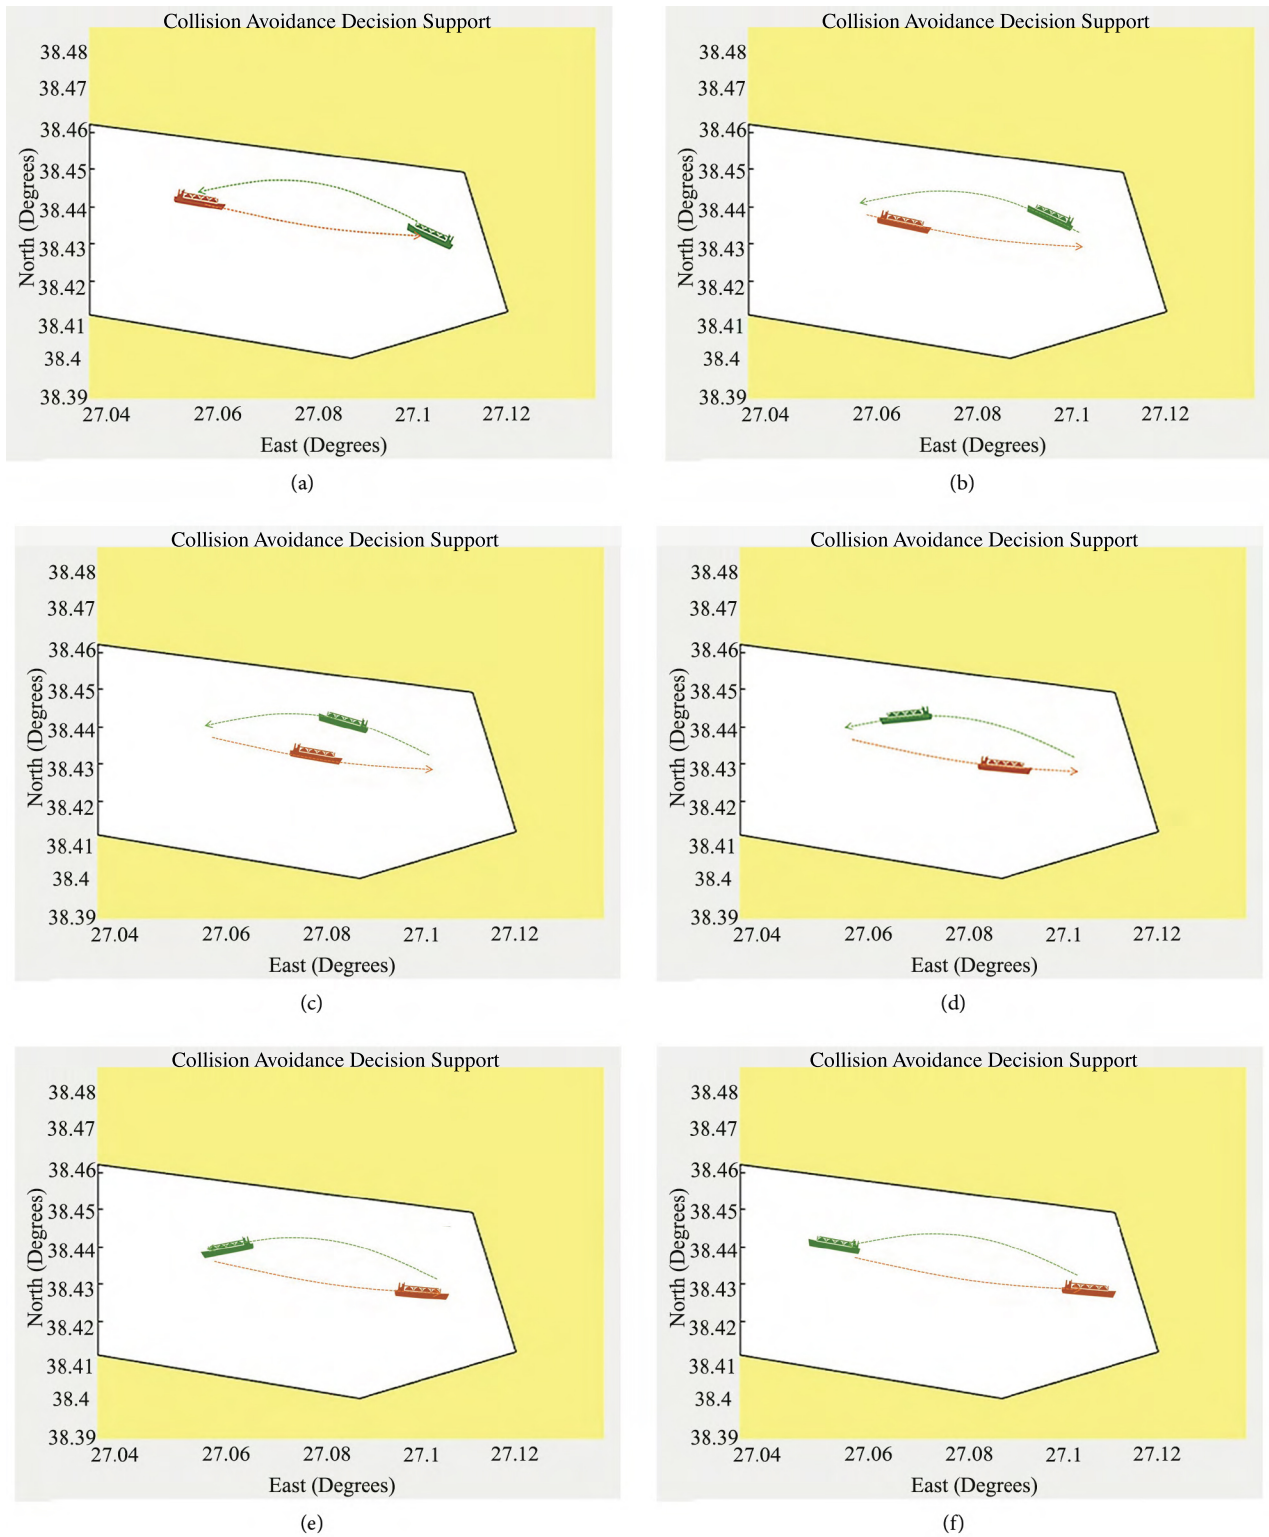 Collision Avoidance Decision Support
38.48
38.47
38.46
38.45
38.44
38.43
38.42
38.41
38.4
38.39
North (Degrees)
27.04 27.06 27.08 27.1 27.12
East (Degrees)
(a)
Collision Avoidance Decision Support
38.48
38.47
38.46
38.45
38.44
38.43
38.42
38.41
38.4
38.39
North (Degrees)
27.04 27.06 27.08 27.1 27.12
East (Degrees)
(b)
Collision Avoidance Decision Support
38.48
38.47
38.46
38.45
38.44
38.43
38.42
38.41
38.4
38.39
North (Degrees)
27.04 27.06 27.08 27.1 27.12
East (Degrees)
(c)
Collision Avoidance Decision Support
38.48
38.47
38.46
38.45
38.44
38.43
38.42
38.41
38.4
38.39
North (Degrees)
27.04 27.06 27.08 27.1 27.12
East (Degrees)
(d)
Collision Avoidance Decision Support
38.48
38.47
38.46
38.45
38.44
38.43
38.42
38.41
38.4
38.39
North (Degrees)
27.04 27.06 27.08 27.1 27.12
East (Degrees)
(e)
Collision Avoidance Decision Support
38.48
38.47
38.46
38.45
38.44
38.43
38.42
38.41
38.4
38.39
North (Degrees)
27.04 27.06 27.08 27.1 27.12
East (Degrees)
(f)